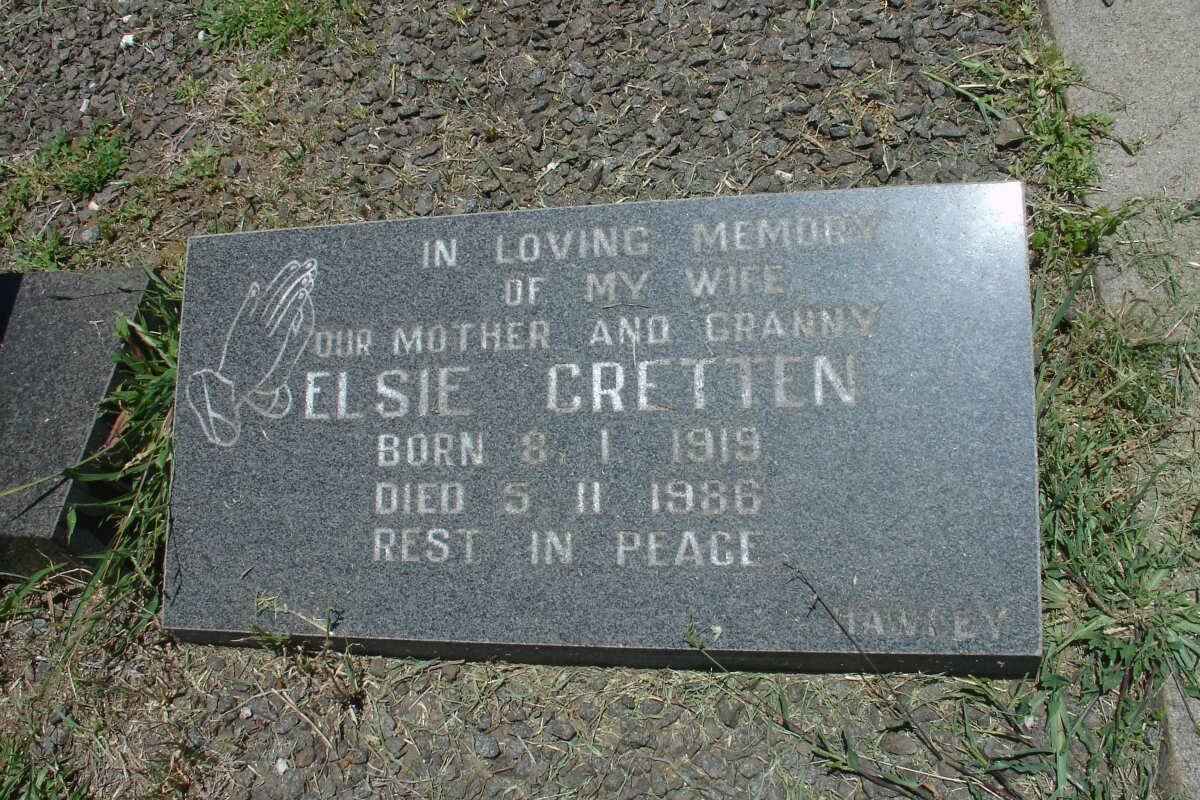 IN LOVING MEMORY
OF MY WIFE,
OUR MOTHER AND GRANNY
ELSIE CRETTEN
BORN 8. 1. 1919
DIED 5 11 1986
REST IN PEACE
HAWLEY